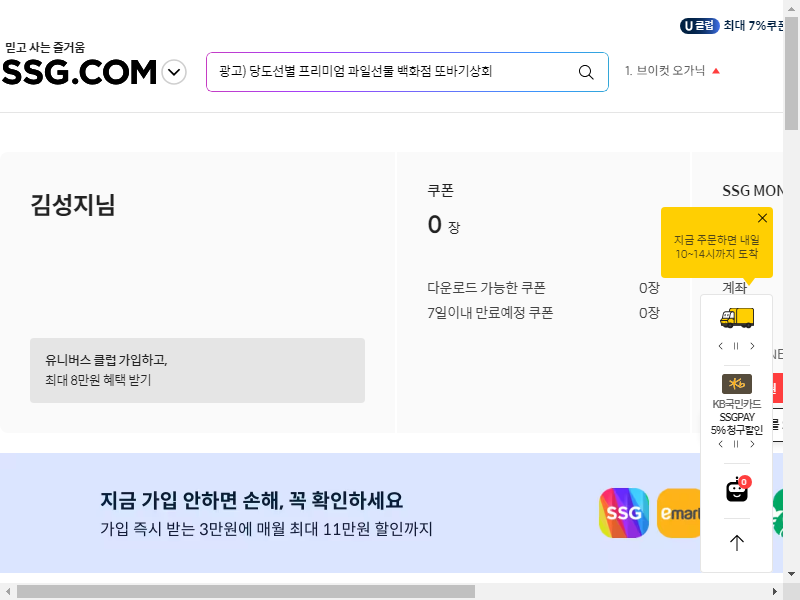 U 클럽 최대 7%쿠폰
믿고 사는 즐거움
SSG.COM
광고) 당도선별 프리미엄 과일선물 백화점 또바기상회
1. 브이컷 오가닉
김성지님
유니버스 클럽 가입하고,
최대 8만원 혜택 받기
쿠폰
0 장
다운로드 가능한 쿠폰 0장
7일이내 만료예정 쿠폰 0장
SSG MON
계좌
지금 주문하면 내일
10~14시까지 도착
KB국민카드
SSGPAY
5% 청구할인
0
지금 가입 안하면 손해, 꼭 확인하세요
가입 즉시 받는 3만원에 매월 최대 11만원 할인까지
SSG
emart